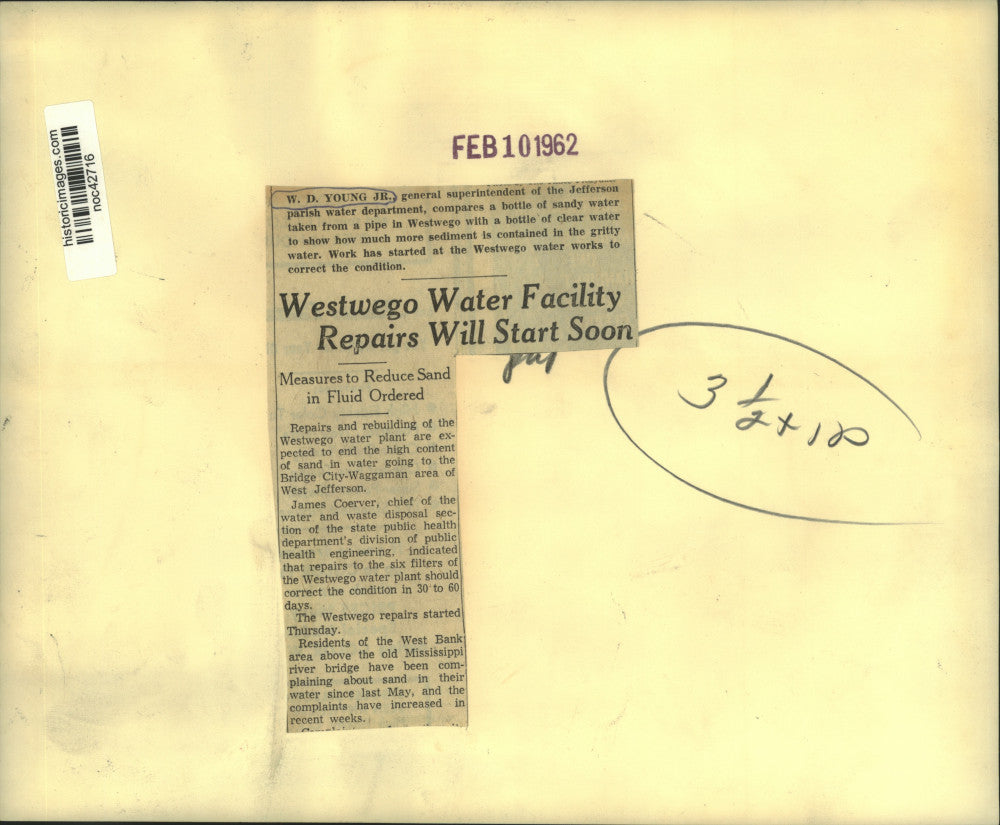 historicimages.com
noc42716
FEB 10 1962
W. D. YOUNG JR., general superintendent of the Jefferson
parish water department, compares a bottle of sandy water
taken from a pipe in Westwego with a bottle of clear water
to show how much more sediment is contained in the gritty
water. Work has started at the Westwego water works to
correct the condition.
Westwego Water Facility
Repairs Will Start Soon
Measures to Reduce Sand
in Fluid Ordered
Repairs and rebuilding of the
Westwego water plant are ex-
pected to end the high content
of sand in water going to the
Bridge City-Waggaman area of
West Jefferson.
James Coerver, chief of the
water and waste disposal sec-
tion of the state public health
department's division of public
health engineering, indicated
that repairs to the six filters of
the Westwego water plant should
correct the condition in 30 to 60
days.
The Westwego repairs started
Thursday.
Residents of the West Bank
area above the old Mississippi
river bridge have been com-
plaining about sand in their
water since last May, and the
complaints have increased in
recent weeks.
3 1/2 x